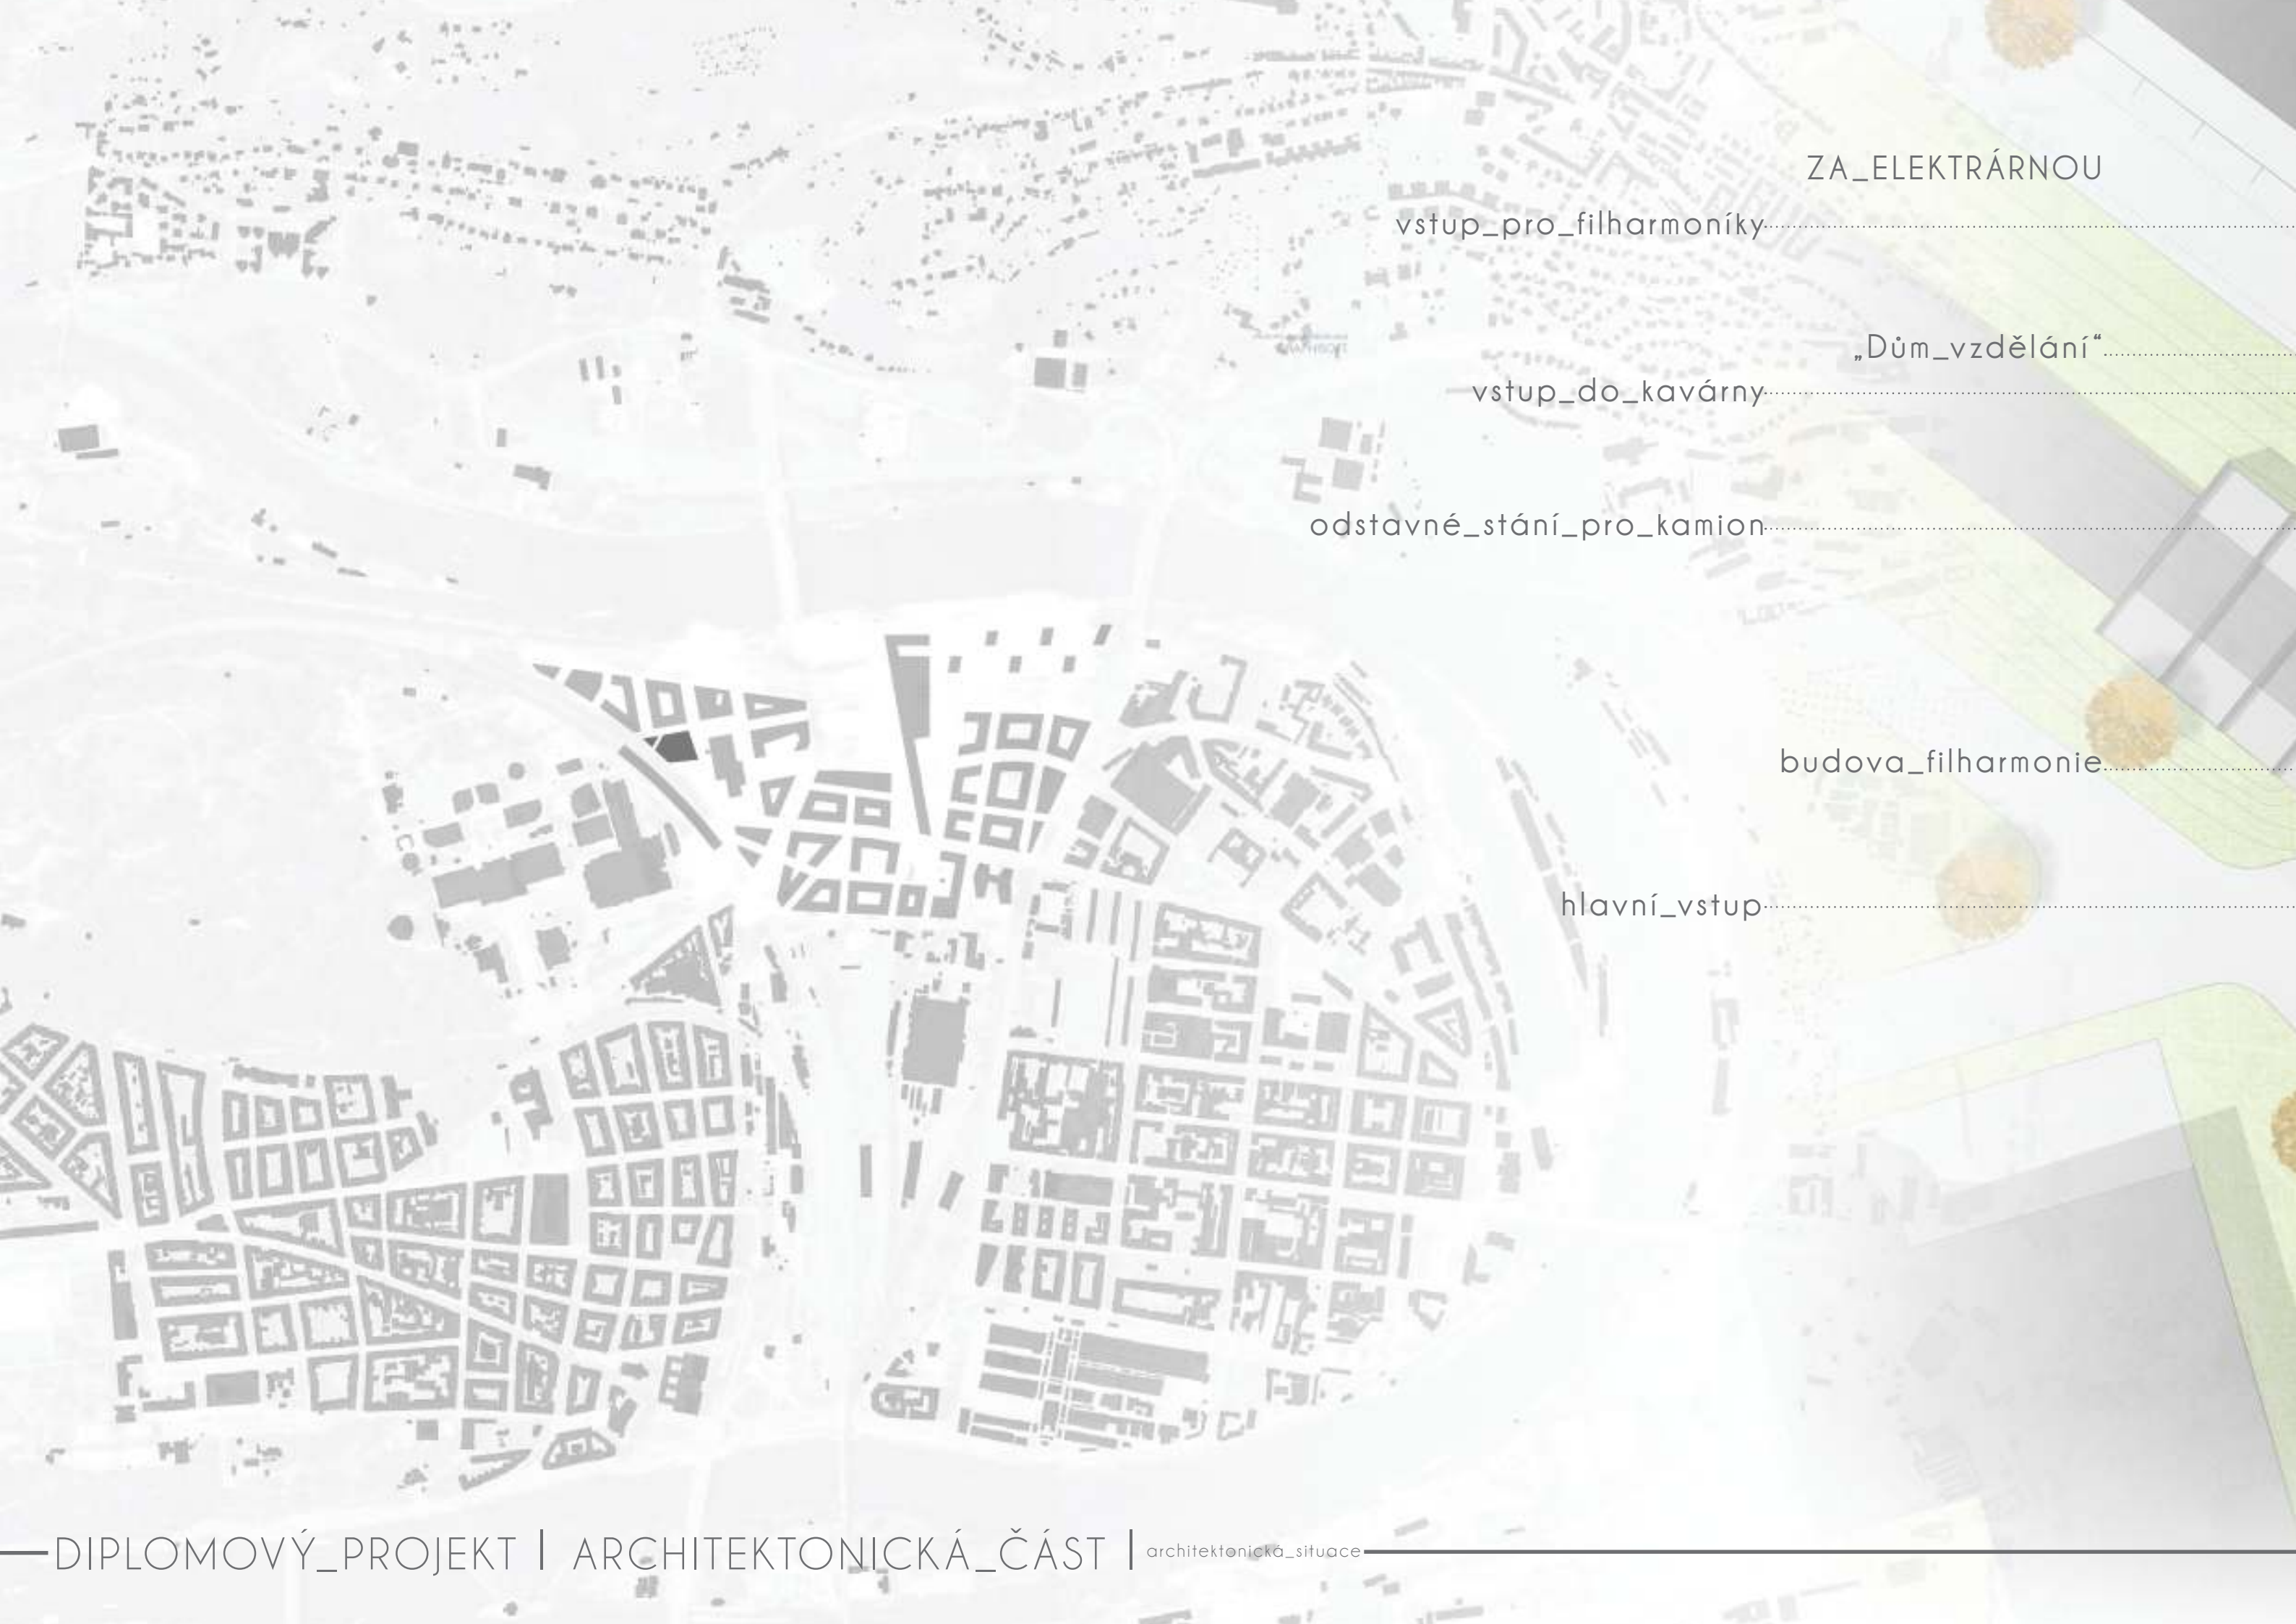 ZA_ELEKTRÁRNOU
vstup_pro_filharmoníky
„Dům_vzdělání“
vstup_do_kavárny
odstavné_stání_pro_kamion
budova_filharmonie
hlavní_vstup
DIPLOMOVÝ_PROJEKT | ARCHITEKTONICKÁ_ČÁST | architektonická_situace